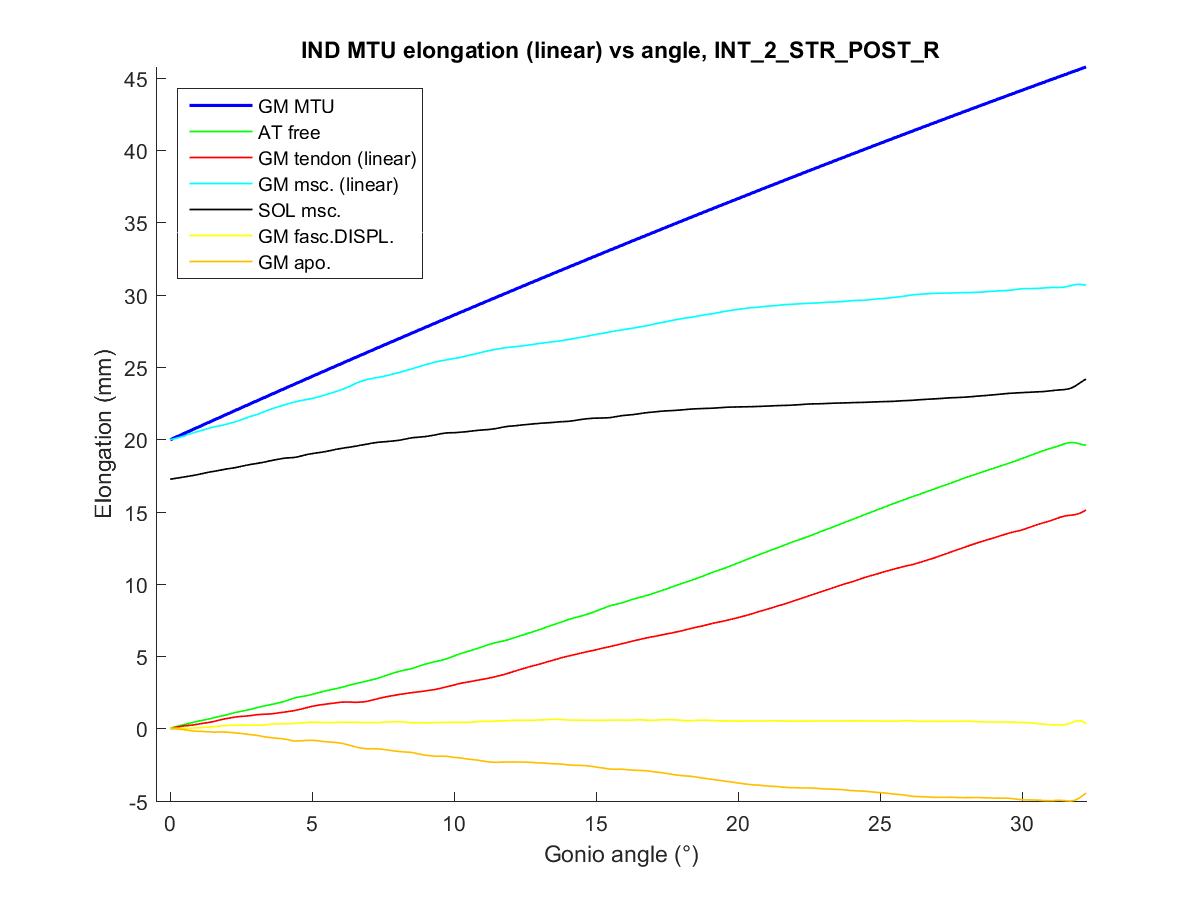 IND MTU elongation (linear) vs angle, INT_2_STR_POST_R
GM MTU
AT free
GM tendon (linear)
GM msc. (linear)
SOL msc.
GM fasc.DISPL.
GM apo.
Elongation (mm)
45
40
35
30
25
20
15
10
5
0
-5
0 5 10 15 20 25 30
Gonio angle (°)